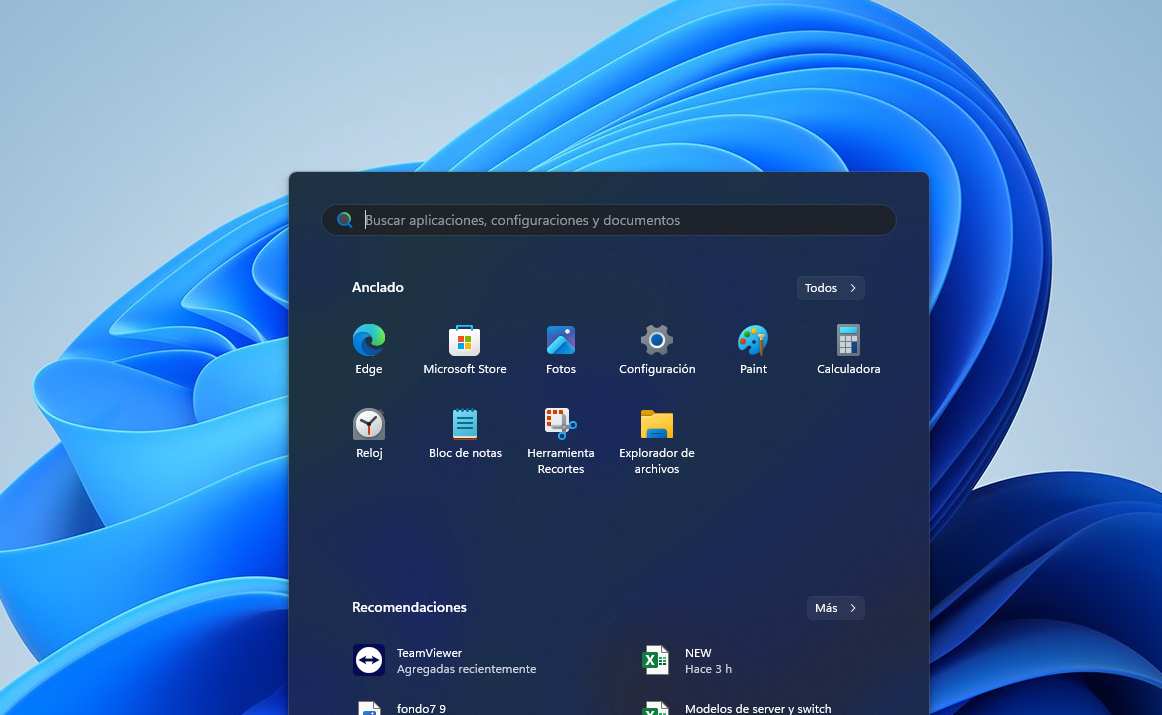 Buscar aplicaciones, configuraciones y documentos
Anclado
Todos
Edge
Microsoft Store
Fotos
Configuración
Paint
Calculadora
Reloj
Bloc de notas
Herramienta
Recortes
Explorador de
archivos
Recomendaciones
Más
TeamViewer
Agregadas recientemente
NEW
Hace 3 h
fondo7 9
Modelos de server y switch